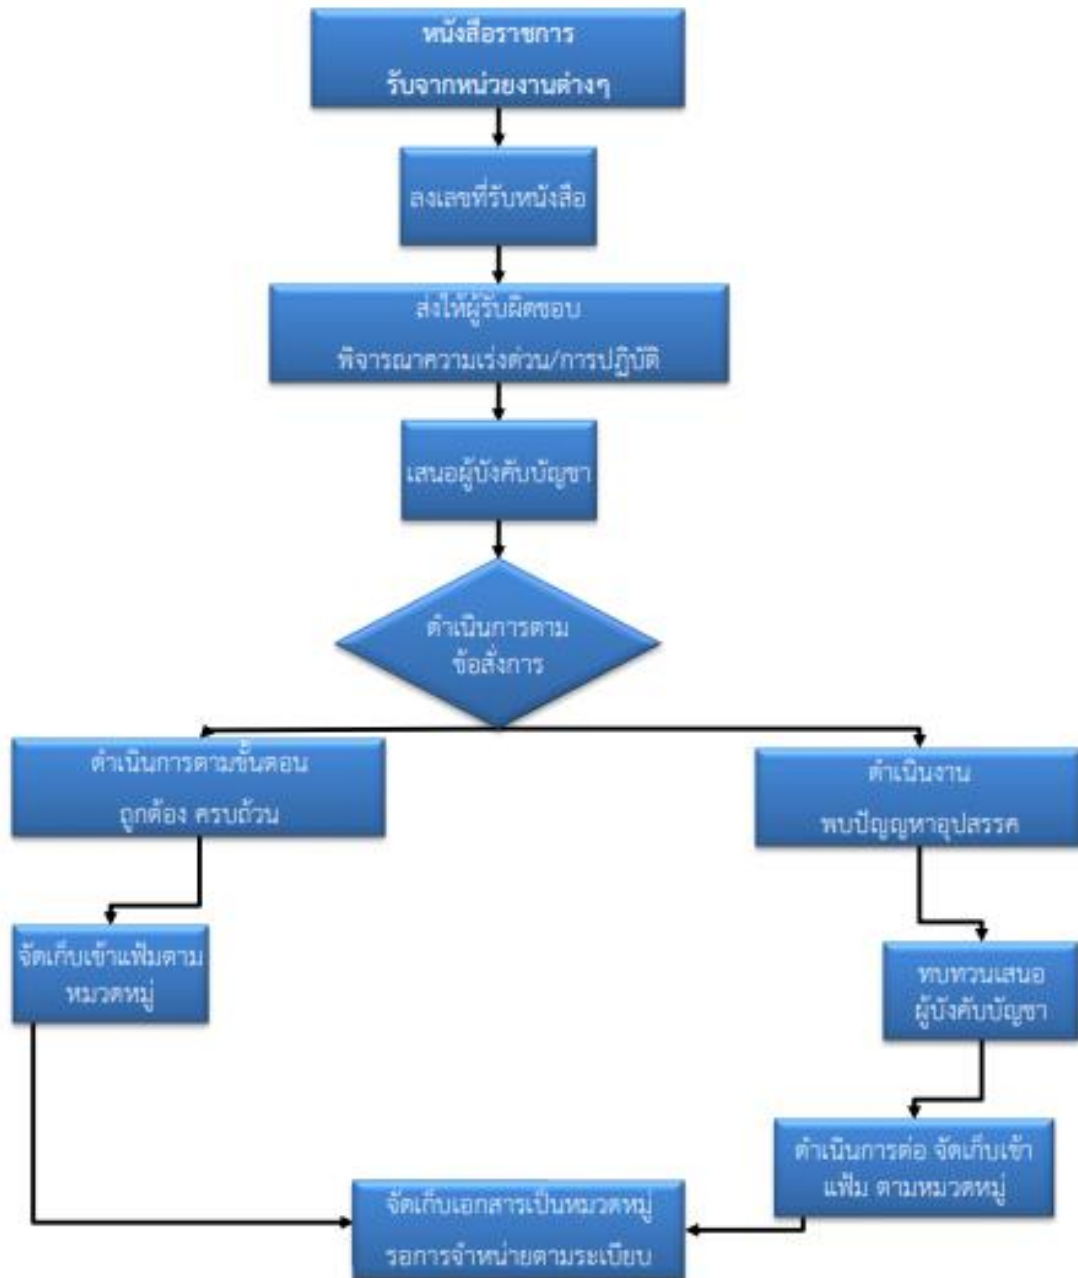 หนังสือราชการ
รับจากหน่วยงานต่างๆ
ลงเลขที่รับหนังสือ
ส่งให้ผู้รับผิดชอบ
พิจารณาความเร่งด่วน/การปฏิบัติ
เสนอผู้บังคับบัญชา
ดำเนินการตาม
ข้อสั่งการ
ดำเนินการตามขั้นตอน
ถูกต้อง ครบถ้วน
ดำเนินงาน
พบปัญญหาอุปสรรค
จัดเก็บเข้าแฟ้มตาม
หมวดหมู่
ทบทวนเสนอ
ผู้บังคับบัญชา
ดำเนินการต่อ จัดเก็บเข้า
แฟ้ม ตามหมวดหมู่
จัดเก็บเอกสารเป็นหมวดหมู่
รอการจำหน่ายตามระเบียบ